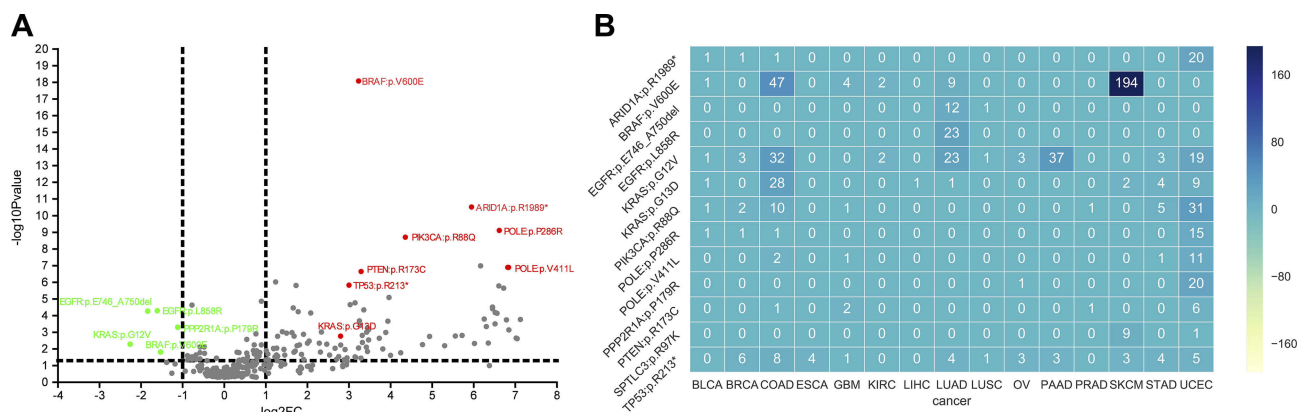 A
B
20
19
18
17
16
15
14
13
12
11
10
9
8
7
6
5
4
3
2
1
0
-log10Pvalue
BRAF:p.V600E
ARID1A:p.R1989*
POLE:p.P286R
PIK3CA:p.R88Q
POLE:p.V411L
PTEN:p.R173C
TP53:p.R213*
KRAS:p.G13D
EGFR:p.E746_A750del
EGFR:p.L858R
PPP2R1A:p.P179R
KRAS:p.G12V
BRAF:p.V600E
-4 -3 -2 -1 0 1 2 3 4 5 6 7 8
log2FC
ARID1A:p.R1989*
BRAF:p.V600E
EGFR:p.E746_A750del
EGFR:p.L858R
KRAS:p.G12V
KRAS:p.G13D
PIK3CA:p.R88Q
POLE:p.P286R
POLE:p.V411L
PPP2R1A:p.P179R
PTEN:p.R173C
SPTLC3:p.R97K
TP53:p.R213*
1 1 1 0 0 0 0 0 0 0 0 0 0 0 20
1 0 47 0 4 2 0 9 0 0 0 0 194 0 0
0 0 0 0 0 0 0 12 1 0 0 0 0 0 0
0 0 0 0 0 0 0 23 0 0 0 0 0 0 0
1 3 32 0 0 2 0 23 1 3 37 0 0 3 19
1 0 28 0 0 0 1 1 0 0 0 0 2 4 9
1 2 10 0 1 0 0 0 0 0 0 1 0 5 31
1 1 1 0 0 0 0 0 0 0 0 0 0 0 15
0 0 2 0 1 0 0 0 0 0 0 0 0 1 11
0 0 0 0 0 0 0 0 0 1 0 0 0 0 20
0 0 1 0 2 0 0 0 0 0 0 1 0 0 6
0 0 0 0 0 0 0 0 0 0 0 0 9 0 1
0 6 8 4 1 0 0 4 1 3 3 0 3 4 5
BLCA BRCA COAD ESCA GBM KIRC LIHC LUAD LUSC OV PAAD PRAD SKCM STAD UCEC
cancer
160
80
0
-80
-160